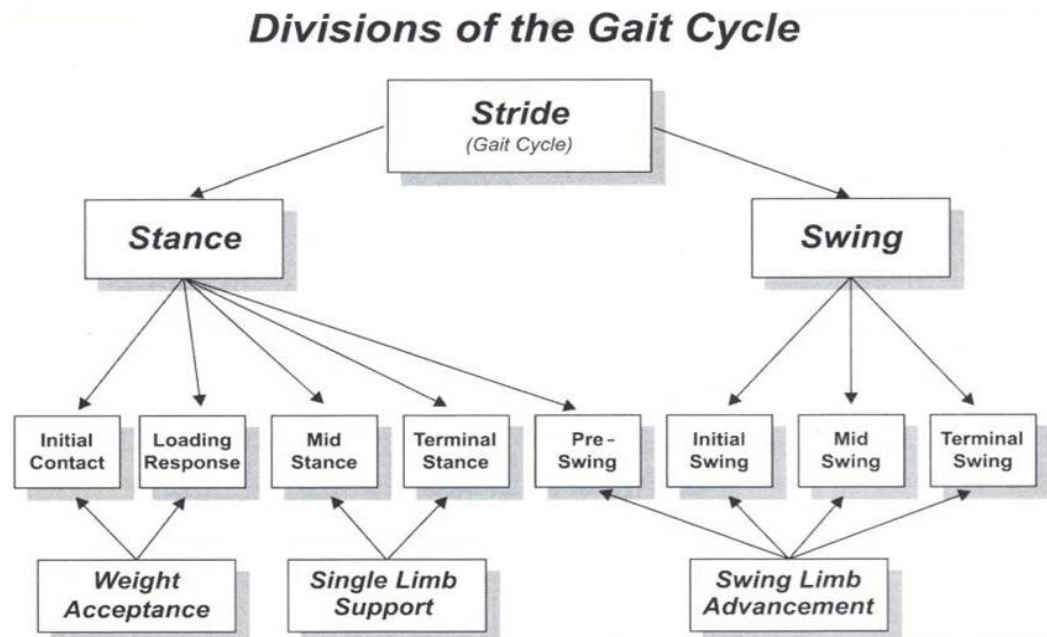 Divisions of the Gait Cycle
Stride
(Gait Cycle)
Stance
Swing
Initial
Contact
Loading
Response
Mid
Stance
Terminal
Stance
Pre-
Swing
Initial
Swing
Mid
Swing
Terminal
Swing
Weight
Acceptance
Single Limb
Support
Swing Limb
Advancement